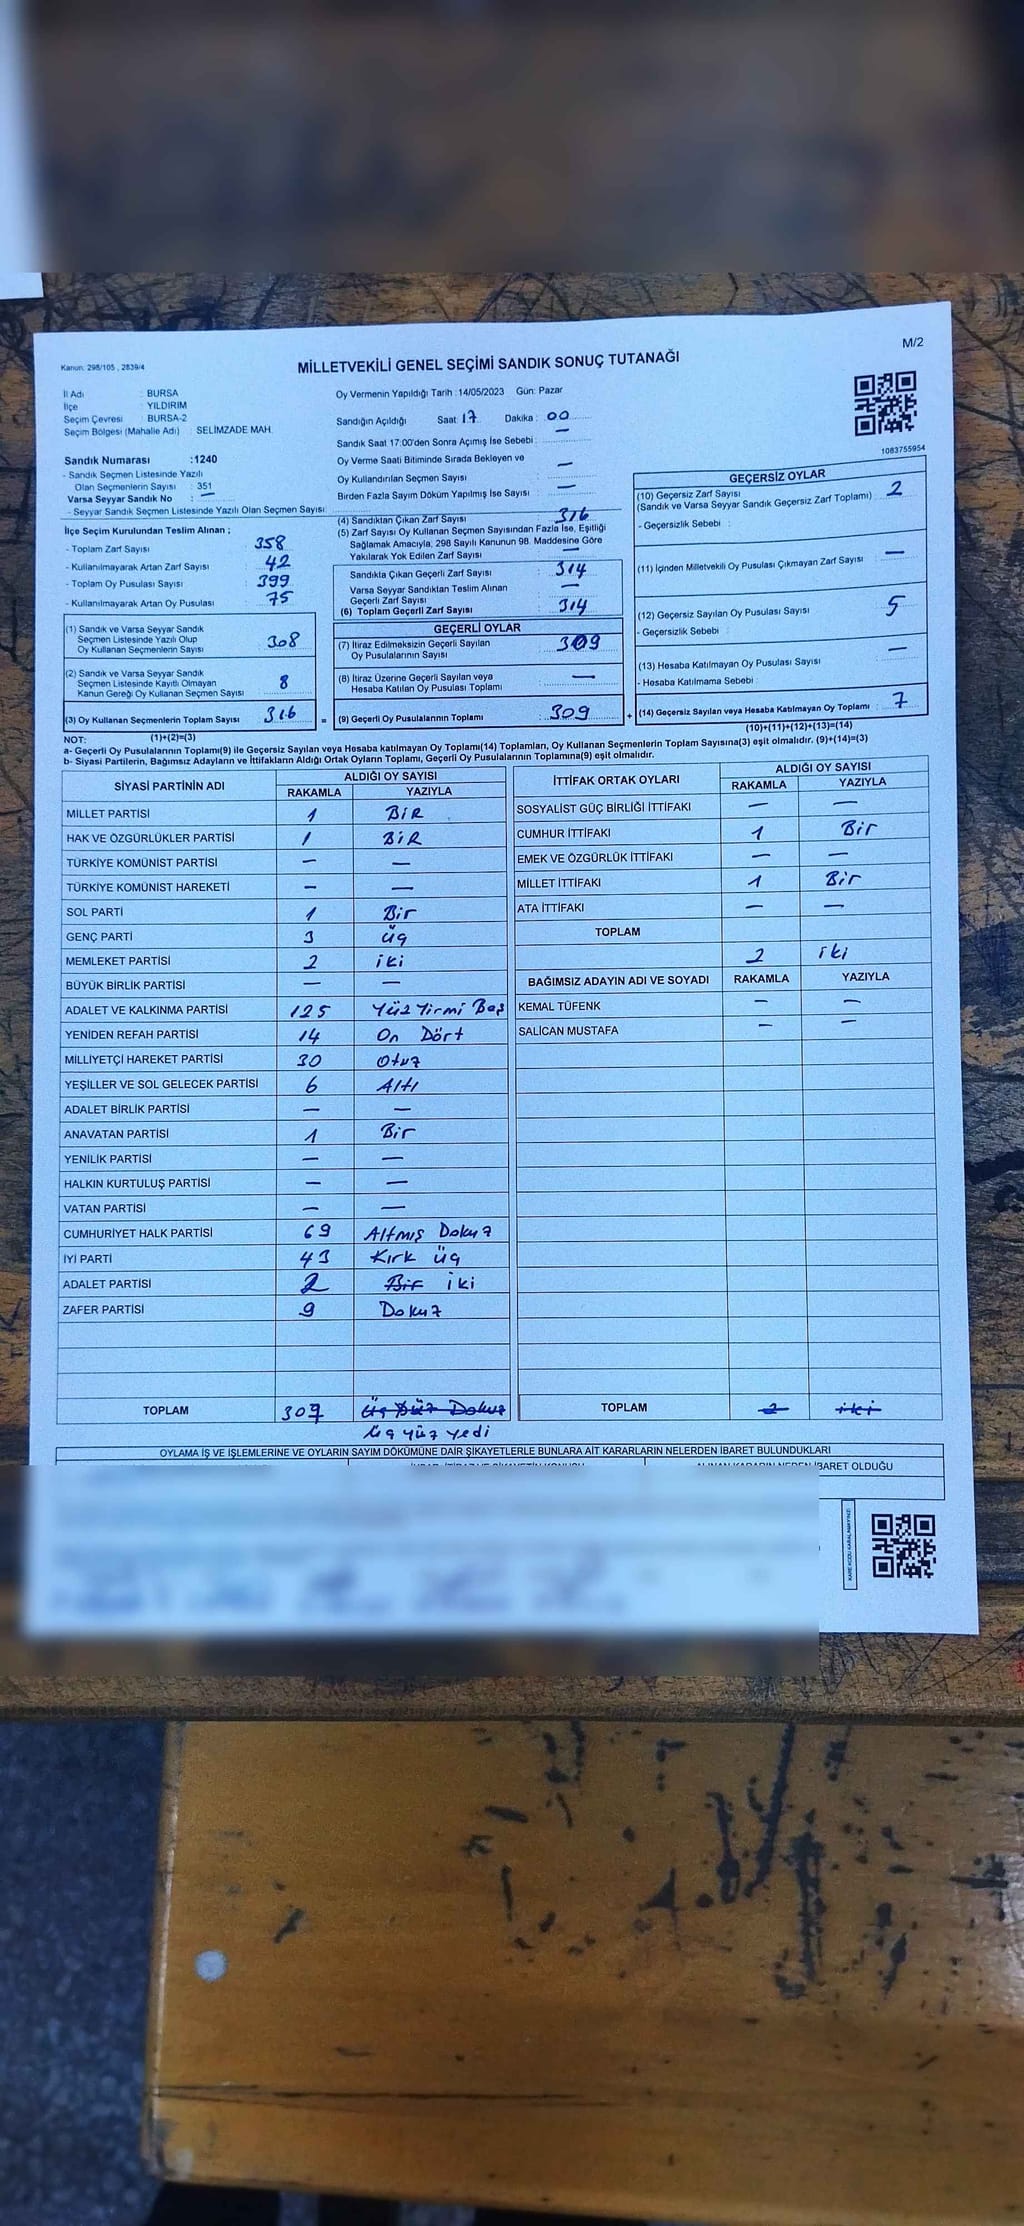 M/2
Kanun: 298/105 , 2839/4
MİLLETVEKİLİ GENEL SEÇİMİ SANDIK SONUÇ TUTANAĞI
İl Adı : BURSA
İlçe : YILDIRIM
Seçim Çevresi : BURSA-2
Seçim Bölgesi (Mahalle Adı) : SELİMZADE MAH.
Sandık Numarası :1240
- Sandık Seçmen Listesinde Yazılı
Olan Seçmenlerin Sayısı : 351
Varsa Seyyar Sandık No : —
- Seyyar Sandık Seçmen Listesinde Yazılı Olan Seçmen Sayısı:
Oy Vermenin Yapıldığı Tarih :14/05/2023 Gün: Pazar
Sandığın Açıldığı Saat: 17 Dakika : 00
Sandık Saat 17:00'den Sonra Açımış İse Sebebi : —
Oy Verme Saati Bitiminde Sırada Bekleyen ve
Oy Kullandırılan Seçmen Sayısı —
Birden Fazla Sayım Döküm Yapılmış İse Sayısı —
1083755954
İlçe Seçim Kurulundan Teslim Alınan ;
- Toplam Zarf Sayısı 358
- Kullanılmayarak Artan Zarf Sayısı 42
- Toplam Oy Pusulası Sayısı 399
- Kullanılmayarak Artan Oy Pusulası 75
(1) Sandık ve Varsa Seyyar Sandık
Seçmen Listesinde Yazılı Olup
Oy Kullanan Seçmenlerin Sayısı 308
(2) Sandık ve Varsa Seyyar Sandık
Seçmen Listesinde Kayıtlı Olmayan
Kanun Gereği Oy Kullanan Seçmen Sayısı 8
(3) Oy Kullanan Seçmenlerin Toplam Sayısı 316 =
(1)+(2)=(3)
(4) Sandıktan Çıkan Zarf Sayısı 316
(5) Zarf Sayısı Oy Kullanan Seçmen Sayısından Fazla İse, Eşitliği
Sağlamak Amacıyla, 298 Sayılı Kanunun 98. Maddesine Göre
Yakılarak Yok Edilen Zarf Sayısı —
Sandıkta Çıkan Geçerli Zarf Sayısı : 314
Varsa Seyyar Sandıktan Teslim Alınan
Geçerli Zarf Sayısı : —
(6) Toplam Geçerli Zarf Sayısı : 314
GEÇERLİ OYLAR
(7) İtiraz Edilmeksizin Geçerli Sayılan
Oy Pusulalarının Sayısı : 309
(8) İtiraz Üzerine Geçerli Sayılan veya
Hesaba Katılan Oy Pusulası Toplamı : —
(9) Geçerli Oy Pusulalarının Toplamı : 309 +
GEÇERSİZ OYLAR
(10) Geçersiz Zarf Sayısı : 2
(Sandık ve Varsa Seyyar Sandık Geçersiz Zarf Toplamı)
- Geçersizlik Sebebi :
(11) İçinden Milletvekili Oy Pusulası Çıkmayan Zarf Sayısı : —
(12) Geçersiz Sayılan Oy Pusulası Sayısı : 5
- Geçersizlik Sebebi :
(13) Hesaba Katılmayan Oy Pusulası Sayısı : —
- Hesaba Katılmama Sebebi :
(14) Geçersiz Sayılan veya Hesaba Katılmayan Oy Toplamı : 7
(10)+(11)+(12)+(13)=(14)
NOT:
a- Geçerli Oy Pusulalarının Toplamı(9) ile Geçersiz Sayılan veya Hesaba katılmayan Oy Toplamı(14) Toplamları, Oy Kullanan Seçmenlerin Toplam Sayısına(3) eşit olmalıdır. (9)+(14)=(3)
b- Siyasi Partilerin, Bağımsız Adayların ve İttifakların Aldığı Ortak Oyların Toplamı, Geçerli Oy Pusulalarının Toplamına(9) eşit olmalıdır.
SİYASİ PARTİNİN ADI ALDIĞI OY SAYISI
RAKAMLA YAZIYLA
MİLLET PARTİSİ 1 BİR
HAK VE ÖZGÜRLÜKLER PARTİSİ 1 BİR
TÜRKİYE KOMÜNİST PARTİSİ — —
TÜRKİYE KOMÜNİST HAREKETİ — —
SOL PARTİ 1 Bir
GENÇ PARTİ 3 üç
MEMLEKET PARTİSİ 2 iki
BÜYÜK BİRLİK PARTİSİ — —
ADALET VE KALKINMA PARTİSİ 125 Yüz Yirmi Beş
YENİDEN REFAH PARTİSİ 14 On Dört
MİLLİYETÇİ HAREKET PARTİSİ 30 Otuz
YEŞİLLER VE SOL GELECEK PARTİSİ 6 Altı
ADALET BİRLİK PARTİSİ — —
ANAVATAN PARTİSİ 1 Bir
YENİLİK PARTİSİ — —
HALKIN KURTULUŞ PARTİSİ — —
VATAN PARTİSİ — —
CUMHURİYET HALK PARTİSİ 69 Altmış Dokuz
İYİ PARTİ 43 Kırk üç
ADALET PARTİSİ 2 Bir iki
ZAFER PARTİSİ 9 Dokuz
TOPLAM 307 Üç Yüz Dokuz
üç yüz yedi
İTTİFAK ORTAK OYLARI ALDIĞI OY SAYISI
RAKAMLA YAZIYLA
SOSYALİST GÜÇ BİRLİĞİ İTTİFAKI — —
CUMHUR İTTİFAKI 1 Bir
EMEK VE ÖZGÜRLÜK İTTİFAKI — —
MİLLET İTTİFAKI 1 Bir
ATA İTTİFAKI — —
TOPLAM
2 iki
BAĞIMSIZ ADAYIN ADI VE SOYADI RAKAMLA YAZIYLA
KEMAL TÜFENK — —
SALİCAN MUSTAFA — —
TOPLAM 2 iki
OYLAMA İŞ VE İŞLEMLERİNE VE OYLARIN SAYIM DÖKÜMÜNE DAİR ŞİKAYETLERLE BUNLARA AİT KARARLARIN NELERDEN İBARET BULUNDUKLARI
ALINAN KARARIN NEDEN İBARET OLDUĞU